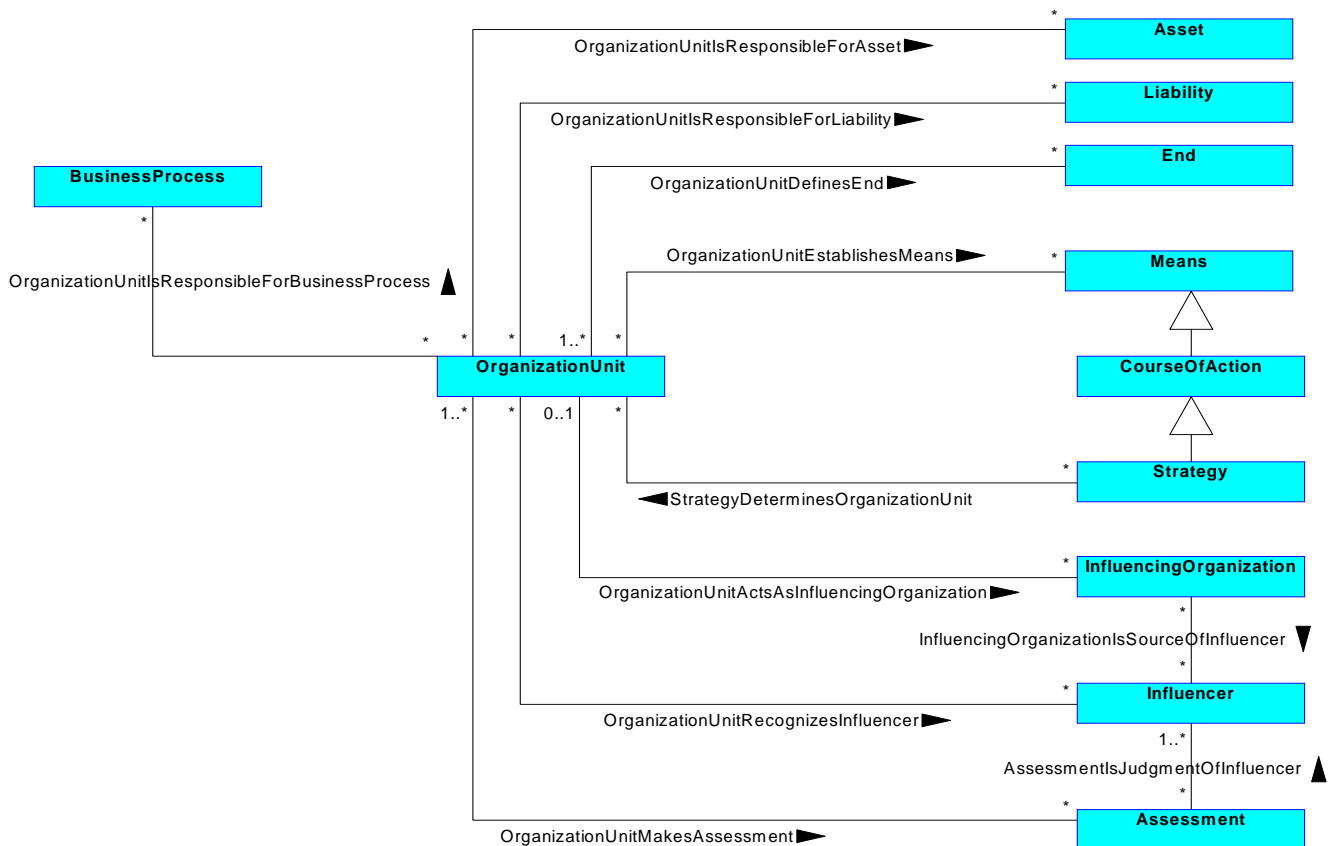 *
Asset
OrganizationUnitIsResponsibleForAsset
*
Liability
OrganizationUnitIsResponsibleForLiability
*
End
OrganizationUnitDefinesEnd
BusinessProcess
*
OrganizationUnitIsResponsibleForBusinessProcess
OrganizationUnitEstablishesMeans
*
Means
* * * 1..* *
OrganizationUnit
CourseOfAction
1..* * 0..1 *
*
Strategy
StrategyDeterminesOrganizationUnit
*
InfluencingOrganization
OrganizationUnitActsAsInfluencingOrganization
*
InfluencingOrganizationIsSourceOfInfluencer
*
*
Influencer
OrganizationUnitRecognizesInfluencer
1..*
AssessmentIsJudgmentOfInfluencer
*
*
Assessment
OrganizationUnitMakesAssessment